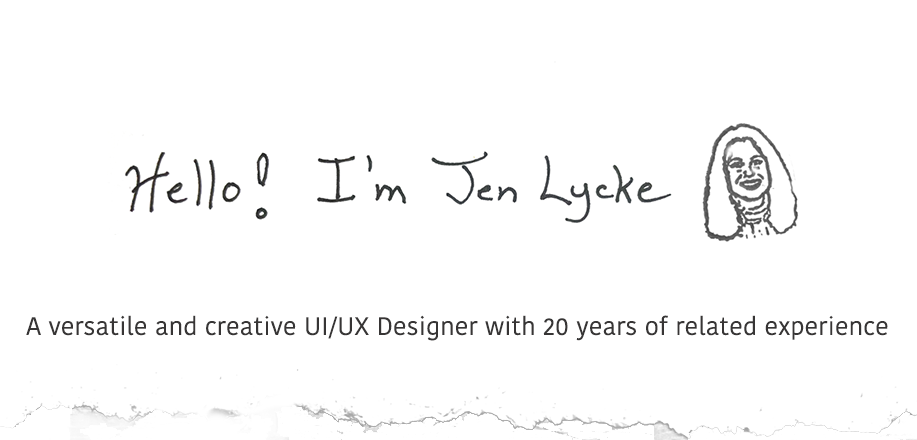 Hello! I'm Jen Lycke
A versatile and creative UI/UX Designer with 20 years of related experience